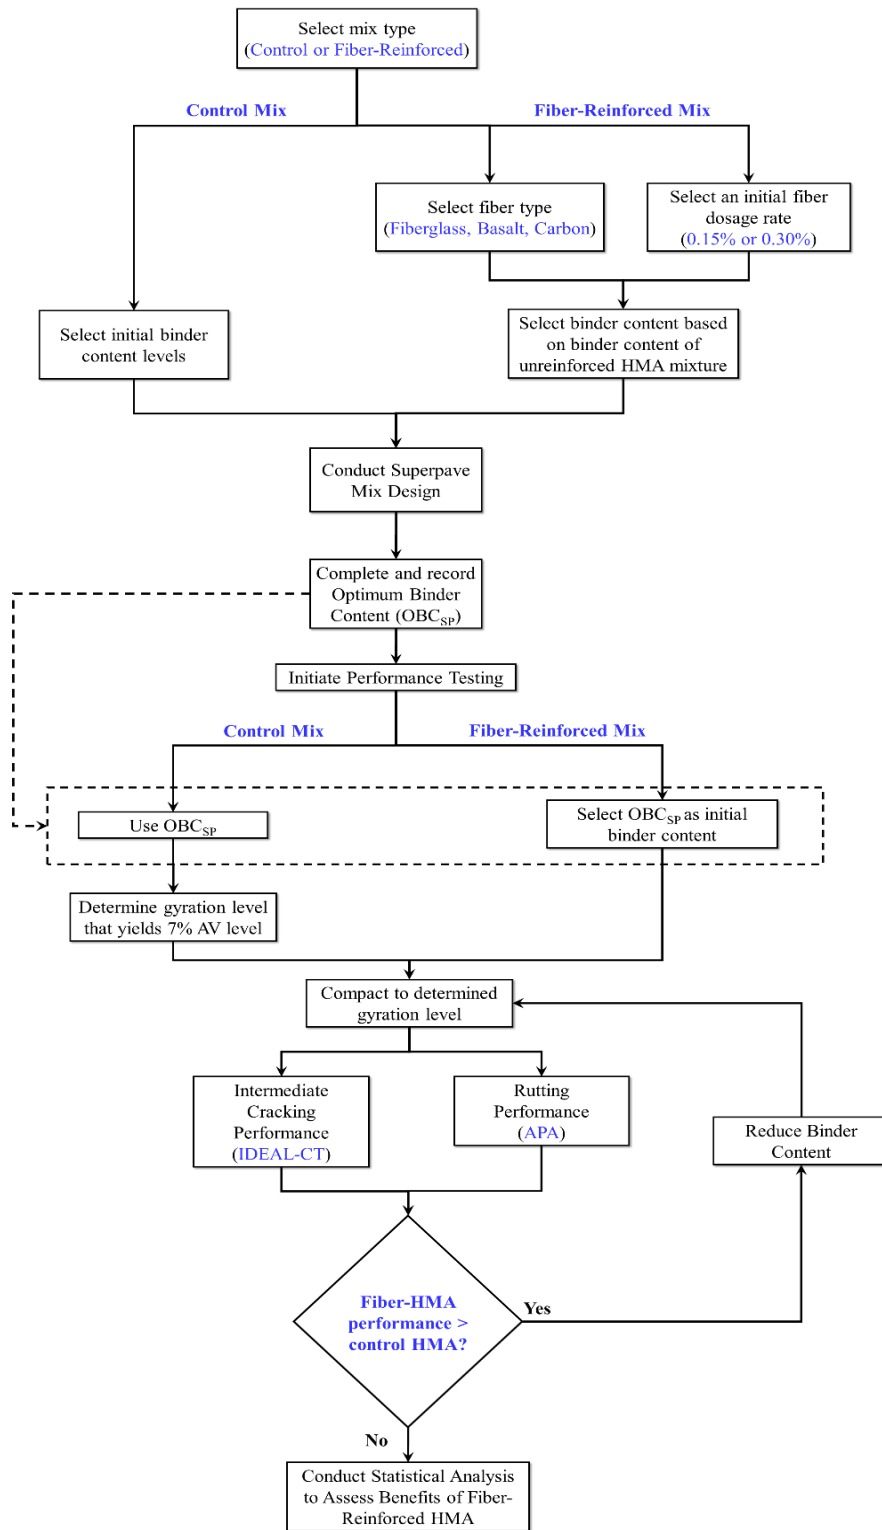 Select mix type
(Control or Fiber-Reinforced)
Control Mix
Fiber-Reinforced Mix
Select fiber type
(Fiberglass, Basalt, Carbon)
Select an initial fiber
dosage rate
(0.15% or 0.30%)
Select initial binder
content levels
Select binder content based
on binder content of
unreinforced HMA mixture
Conduct Superpave
Mix Design
Complete and record
Optimum Binder
Content (OBCSP)
Initiate Performance Testing
Control Mix
Fiber-Reinforced Mix
Use OBCSP
Select OBCSP as initial
binder content
Determine gyration level
that yields 7% AV level
Compact to determined
gyration level
Intermediate
Cracking
Performance
(IDEAL-CT)
Rutting
Performance
(APA)
Reduce Binder
Content
Fiber-HMA
performance >
control HMA?
Yes
No
Conduct Statistical Analysis
to Assess Benefits of Fiber-
Reinforced HMA